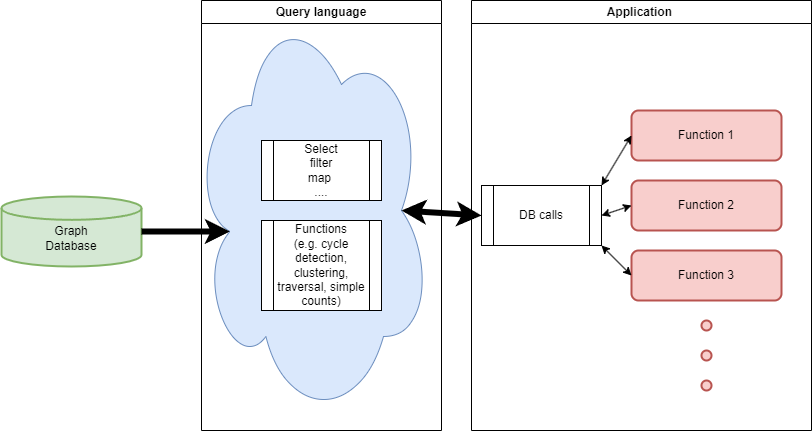 Query language
Application
Select
filter
map
....
Functions
(e.g. cycle
detection,
clustering,
traversal, simple
counts)
Graph
Database
DB calls
Function 1
Function 2
Function 3